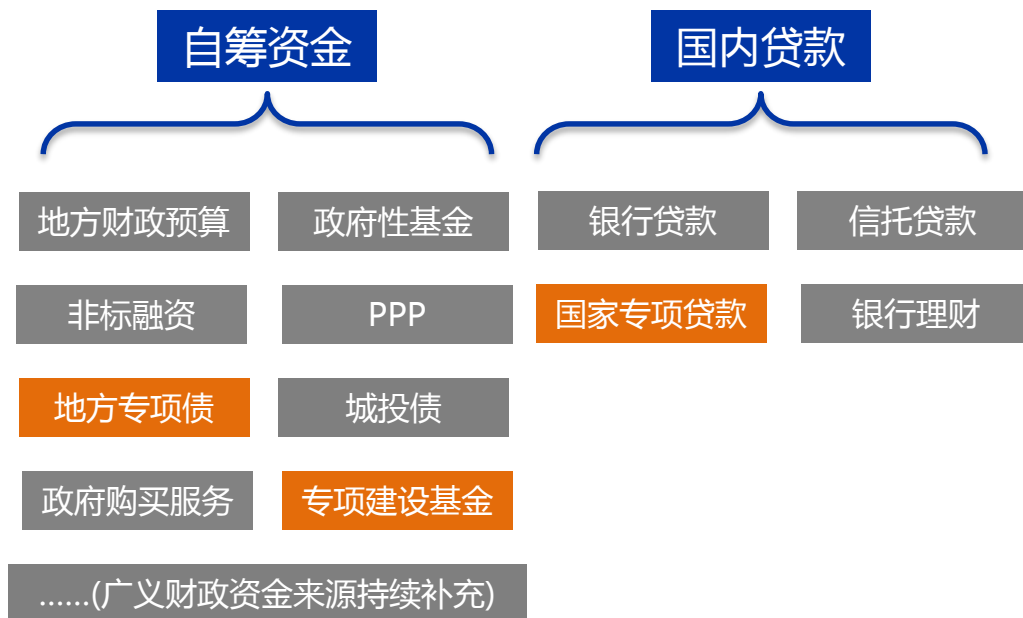 自筹资金
国内贷款
地方财政预算
政府性基金
银行贷款
信托贷款
非标融资
PPP
国家专项贷款
银行理财
地方专项债
城投债
政府购买服务
专项建设基金
……(广义财政资金来源持续补充)